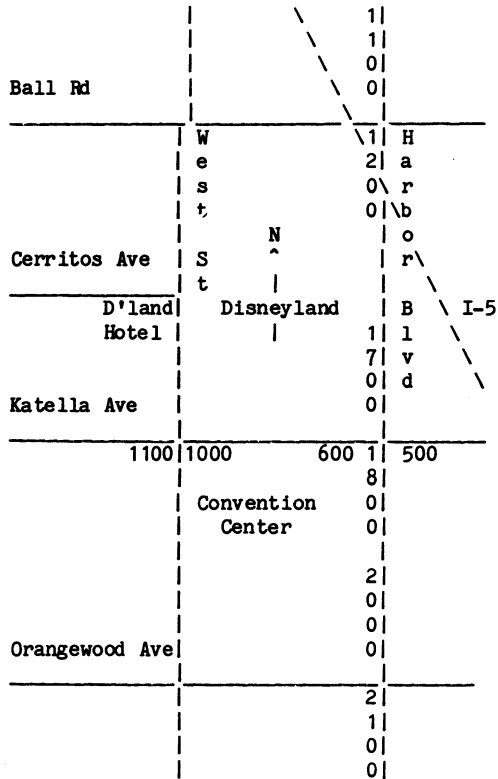 1100
Ball Rd
West St
1200
Harbor Blvd
N
Cerritos Ave
D'land
Hotel
Disneyland
I-5
1700
Katella Ave
1100 1000 600 500
1800
Convention
Center
2000
Orangewood Ave
2100